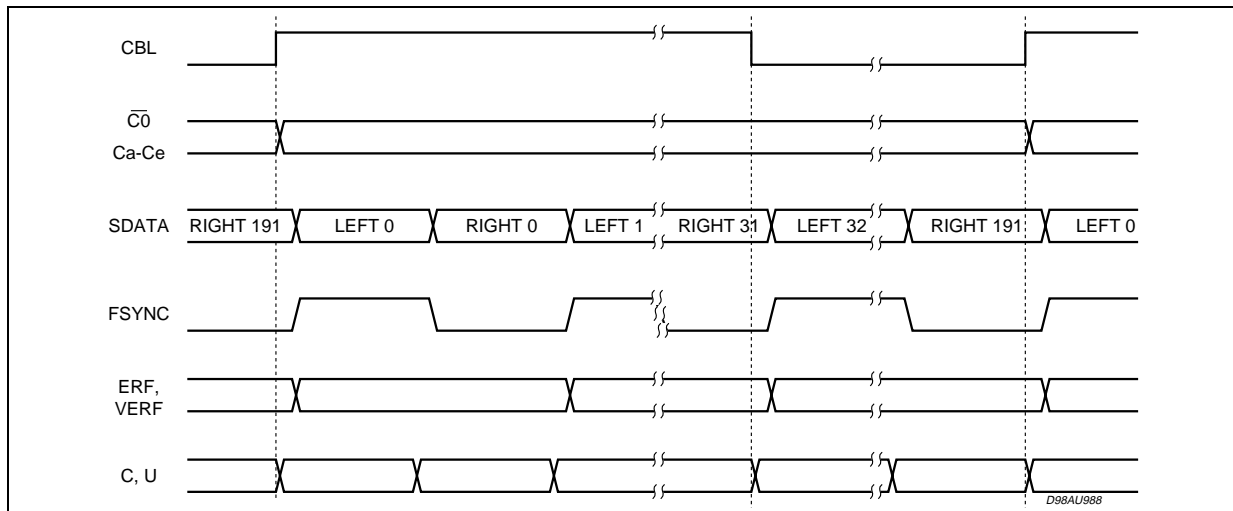 CBL
C̅0̅
Ca-Ce
SDATA RIGHT 191 LEFT 0 RIGHT 0 LEFT 1 RIGHT 31 LEFT 32 RIGHT 191 LEFT 0
FSYNC
ERF,
VERF
C, U
D98AU988